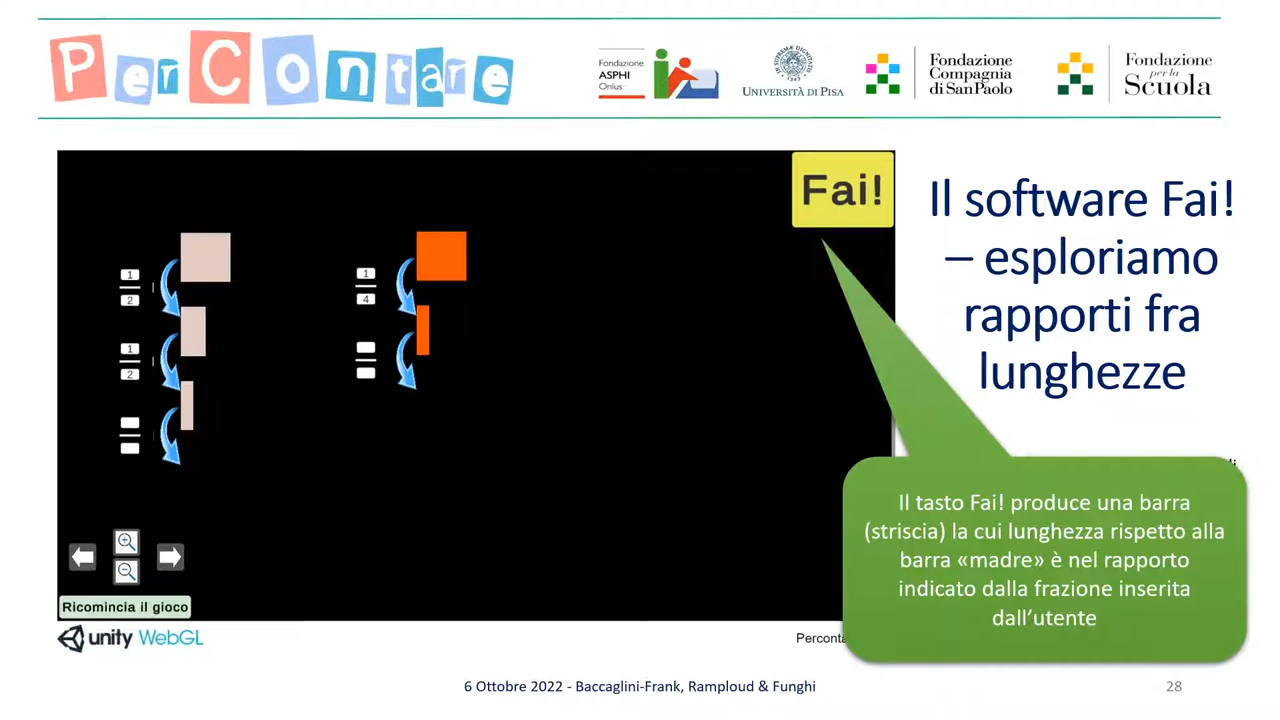 PerContare
Fondazione
ASPHI
Onlus
UNIVERSITÀ DI PISA
Fondazione
Compagnia
di San Paolo
Fondazione
per la
Scuola
Fai!
1
2
1
2
1
4
Ricomincia il gioco
unity WebGL
Il software Fai!
– esploriamo
rapporti fra
lunghezze
Il tasto Fai! produce una barra
(striscia) la cui lunghezza rispetto alla
barra «madre» è nel rapporto
indicato dalla frazione inserita
dall'utente
6 Ottobre 2022 - Baccaglini-Frank, Ramploud & Funghi
28